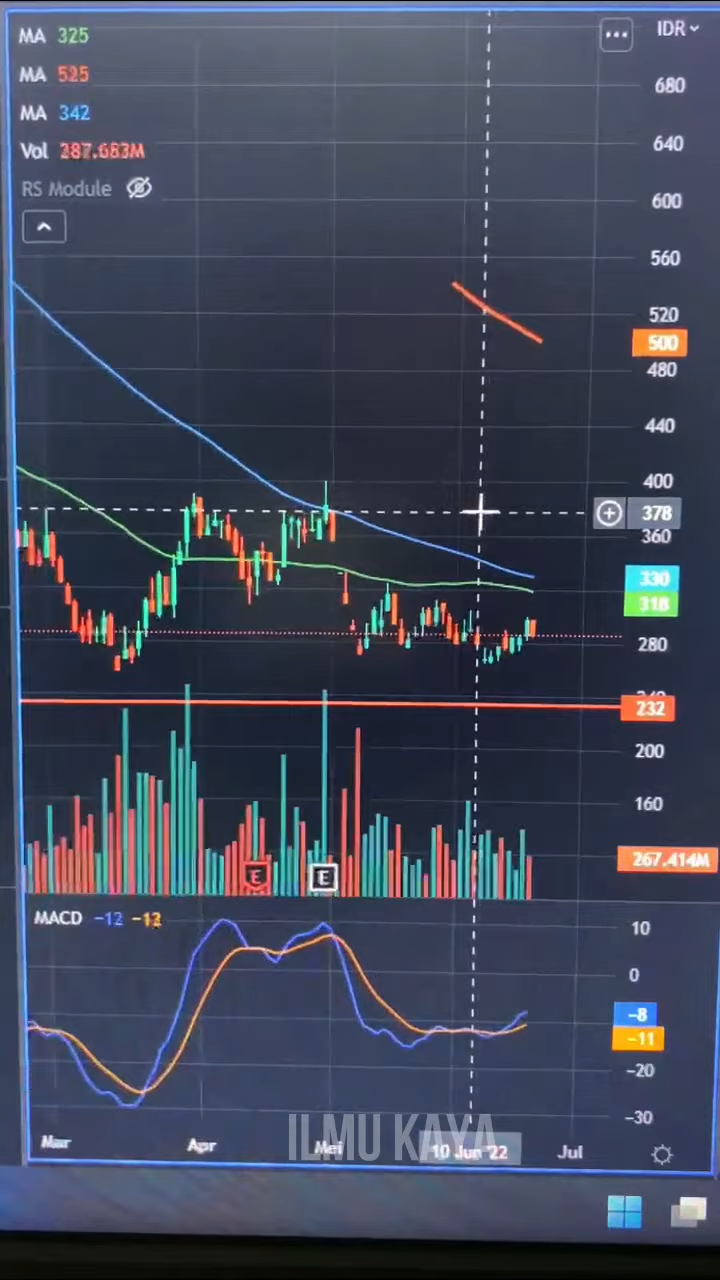 MA 325
IDR
MA 525
680
MA 342
640
Vol 287.683M
RS Module
600
560
520
500
480
440
400
378
360
330
318
280
232
200
160
E
E
267.414M
MACD -12 -12
10
0
-8
-11
-20
-30
ILMU KAYA
Mar Apr Mei 10 Jun '22 Jul